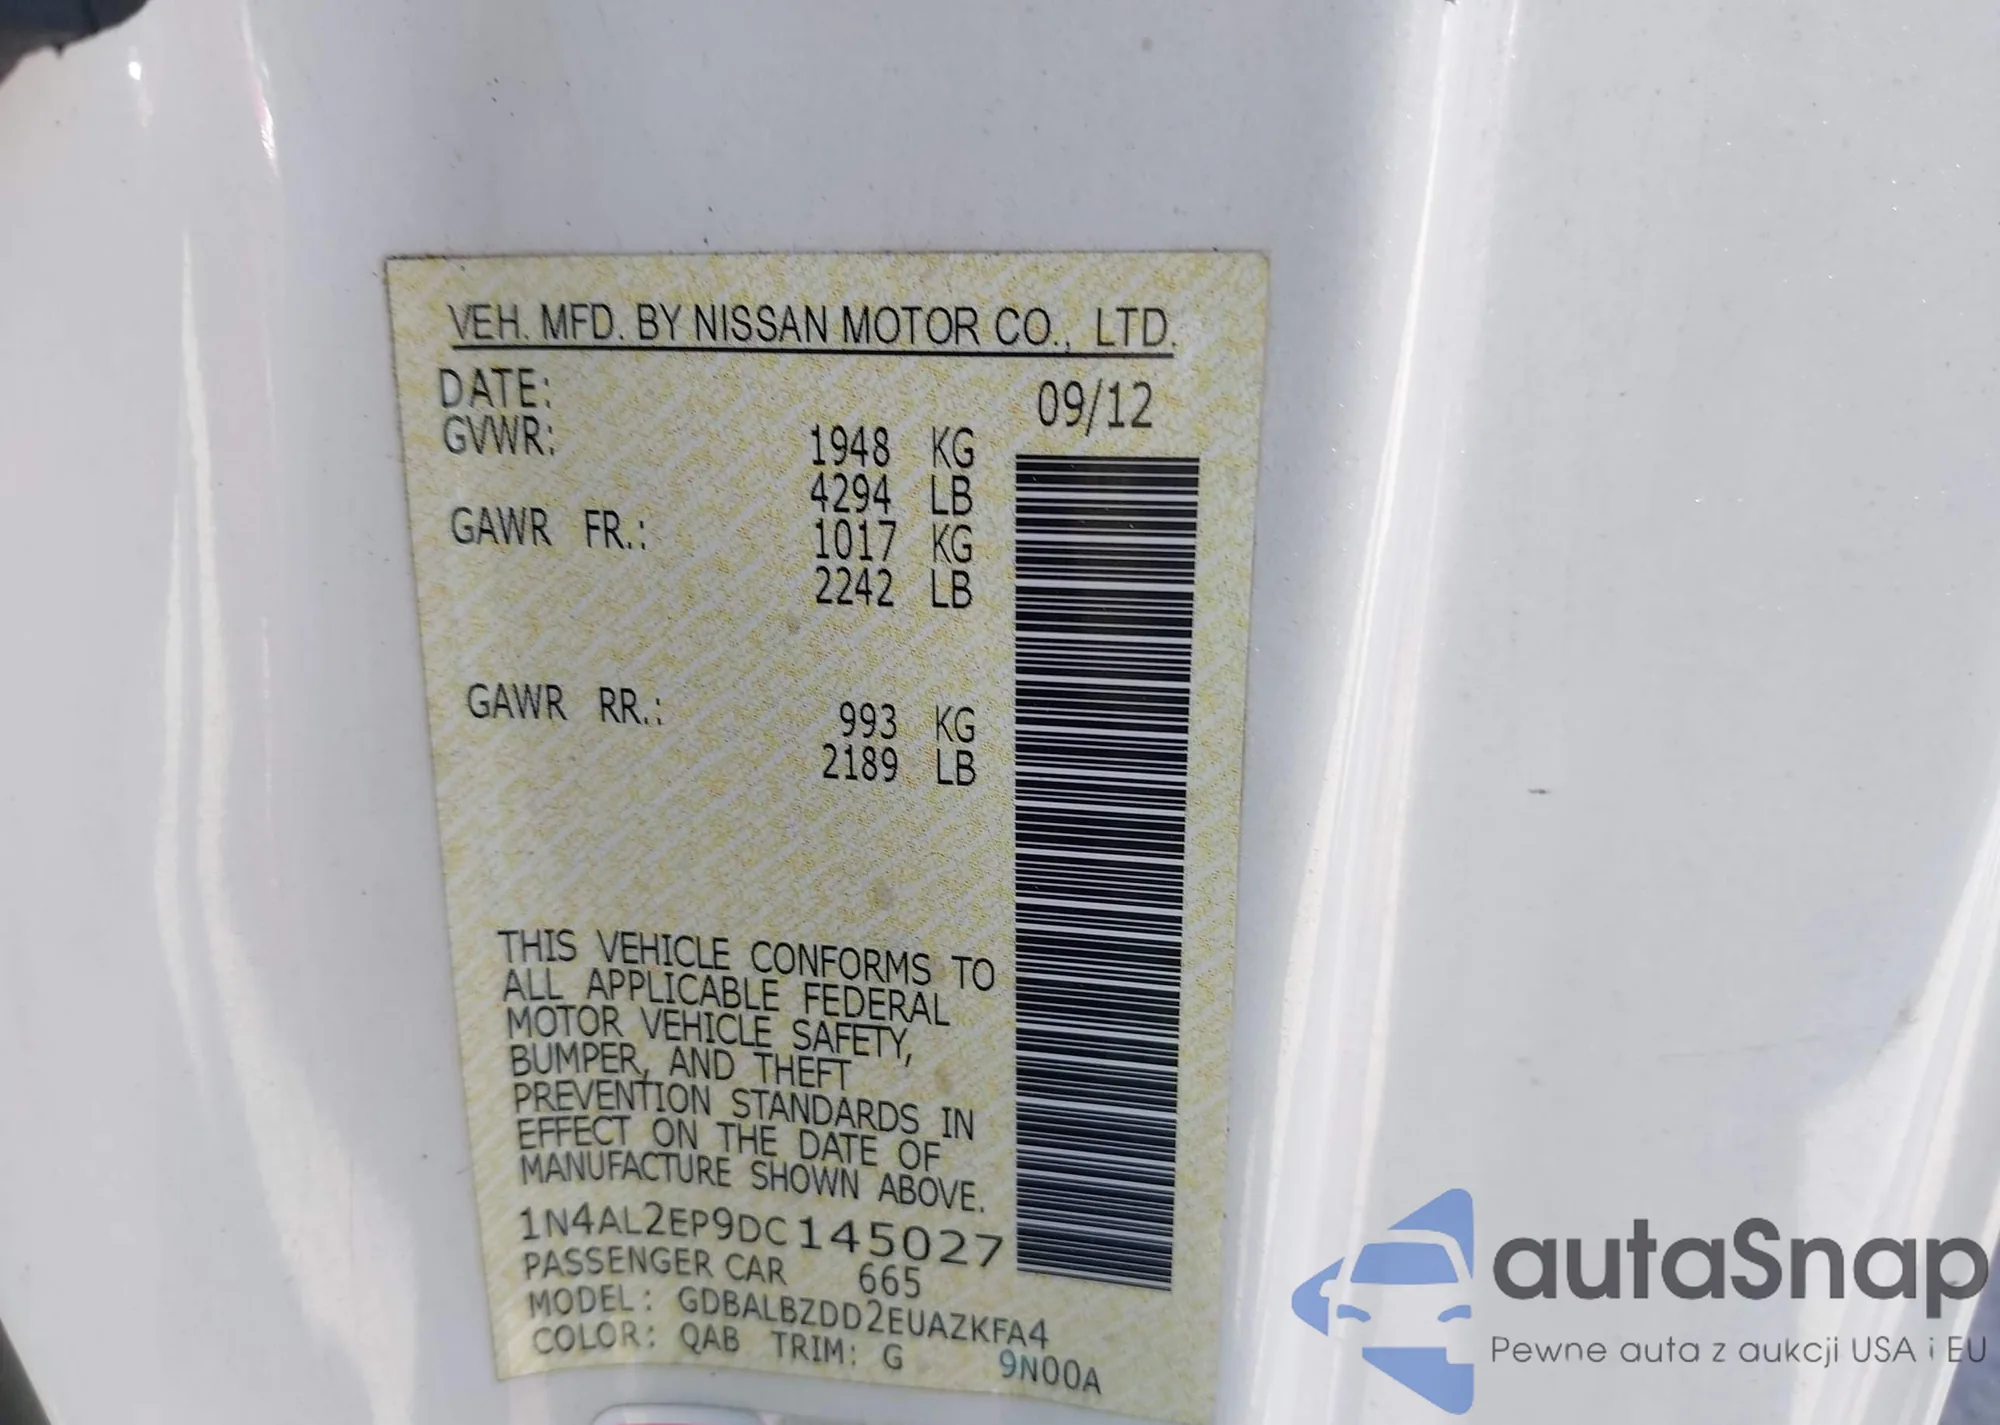 VEH. MFD. BY NISSAN MOTOR CO., LTD.
DATE: 09/12
GVWR: 1948 KG
4294 LB
GAWR FR.: 1017 KG
2242 LB
GAWR RR.: 993 KG
2189 LB
THIS VEHICLE CONFORMS TO
ALL APPLICABLE FEDERAL
MOTOR VEHICLE SAFETY,
BUMPER, AND THEFT
PREVENTION STANDARDS IN
EFFECT ON THE DATE OF
MANUFACTURE SHOWN ABOVE.
1N4AL2EP9DC145027
PASSENGER CAR 665
MODEL: GDBALBZDD2EUAZKFA4
COLOR: QAB TRIM: G 9N00A
autaSnap
Pewne auta z aukcji USA i EU